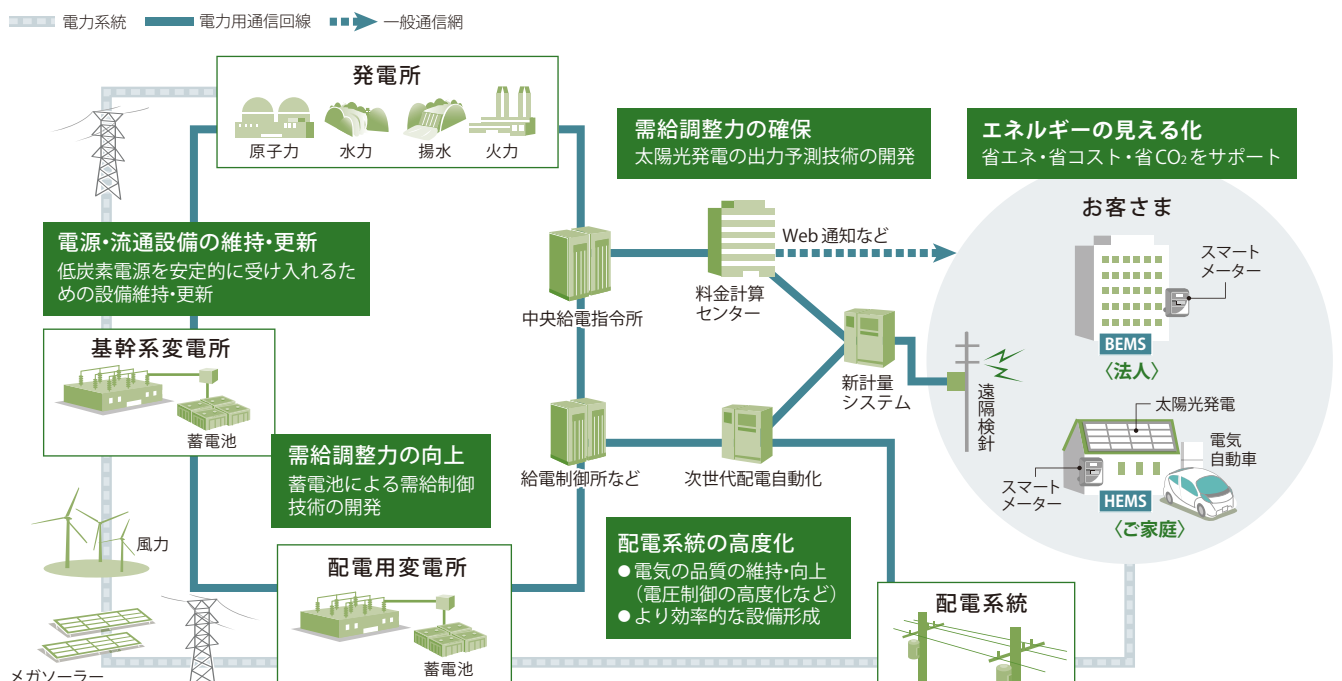 電力系統 電力用通信回線 一般通信網
発電所
原子力 水力 揚水 火力
需給調整力の確保
太陽光発電の出力予測技術の開発
エネルギーの見える化
省エネ・省コスト・省CO₂をサポート
お客さま
スマート
メーター
BEMS
〈法人〉
電源・流通設備の維持・更新
低炭素電源を安定的に受け入れるた
めの設備維持・更新
Web 通知など
中央給電指令所
料金計算
センター
新計量
システム
遠隔検針
基幹系変電所
蓄電池
太陽光発電
電気
自動車
スマート
メーター
HEMS
〈ご家庭〉
需給調整力の向上
蓄電池による需給制御
技術の開発
給電制御所など
次世代配電自動化
風力
配電用変電所
蓄電池
配電系統の高度化
●電気の品質の維持・向上
（電圧制御の高度化など）
●より効率的な設備形成
配電系統
メガソーラー